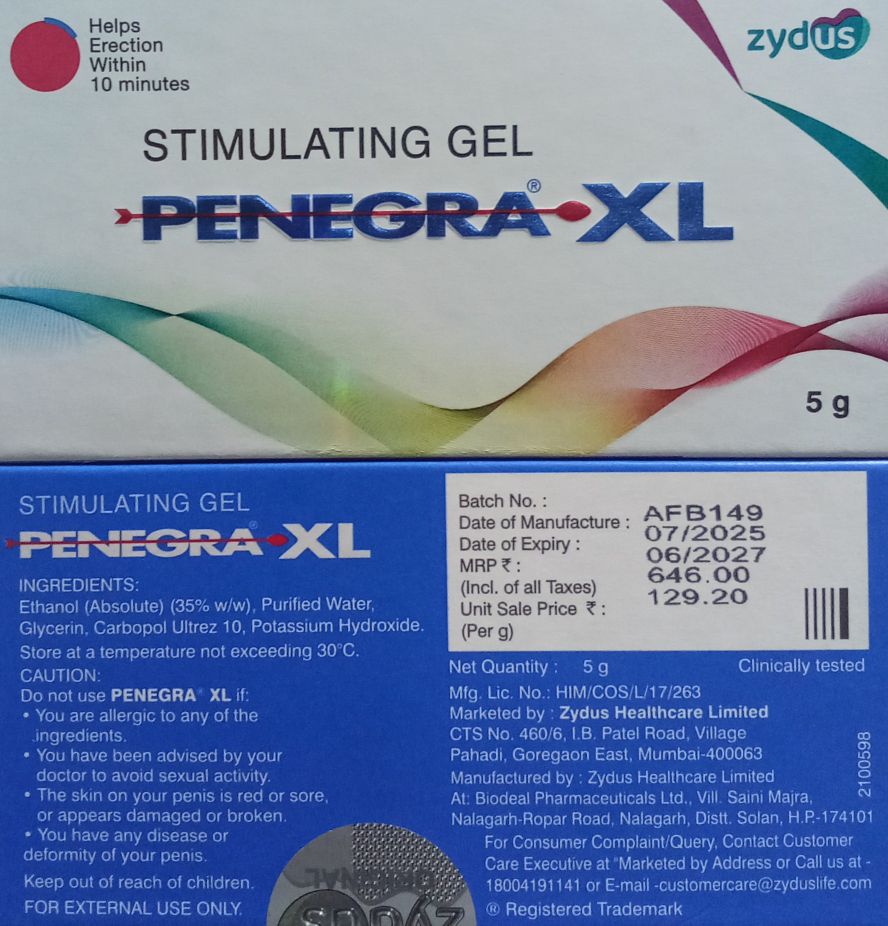 Helps
Erection
Within
10 minutes
zydus
STIMULATING GEL
PENEGRA® XL
5 g
STIMULATING GEL
PENEGRA® XL
INGREDIENTS:
Ethanol (Absolute) (35% w/w), Purified Water,
Glycerin, Carbopol Ultrez 10, Potassium Hydroxide.
Store at a temperature not exceeding 30°C.
CAUTION:
Do not use PENEGRA® XL if:
• You are allergic to any of the
ingredients.
• You have been advised by your
doctor to avoid sexual activity.
• The skin on your penis is red or sore,
or appears damaged or broken.
• You have any disease or
deformity of your penis.
Keep out of reach of children.
FOR EXTERNAL USE ONLY.
Batch No. : AFB149
Date of Manufacture : 07/2025
Date of Expiry : 06/2027
MRP ₹ : 646.00
(Incl. of all Taxes)
Unit Sale Price ₹ : 129.20
(Per g)
Net Quantity : 5 g Clinically tested
Mfg. Lic. No.: HIM/COS/L/17/263
Marketed by : Zydus Healthcare Limited
CTS No. 460/6, I.B. Patel Road, Village
Pahadi, Goregaon East, Mumbai-400063
Manufactured by : Zydus Healthcare Limited
At: Biodeal Pharmaceuticals Ltd., Vill. Saini Majra,
Nalagarh-Ropar Road, Nalagarh, Distt. Solan, H.P.-174101
For Consumer Complaint/Query, Contact Customer
Care Executive at "Marketed by Address or Call us at -
18004191141 or E-mail -customercare@zyduslife.com
® Registered Trademark
2100598
ORIGINAL
zydus